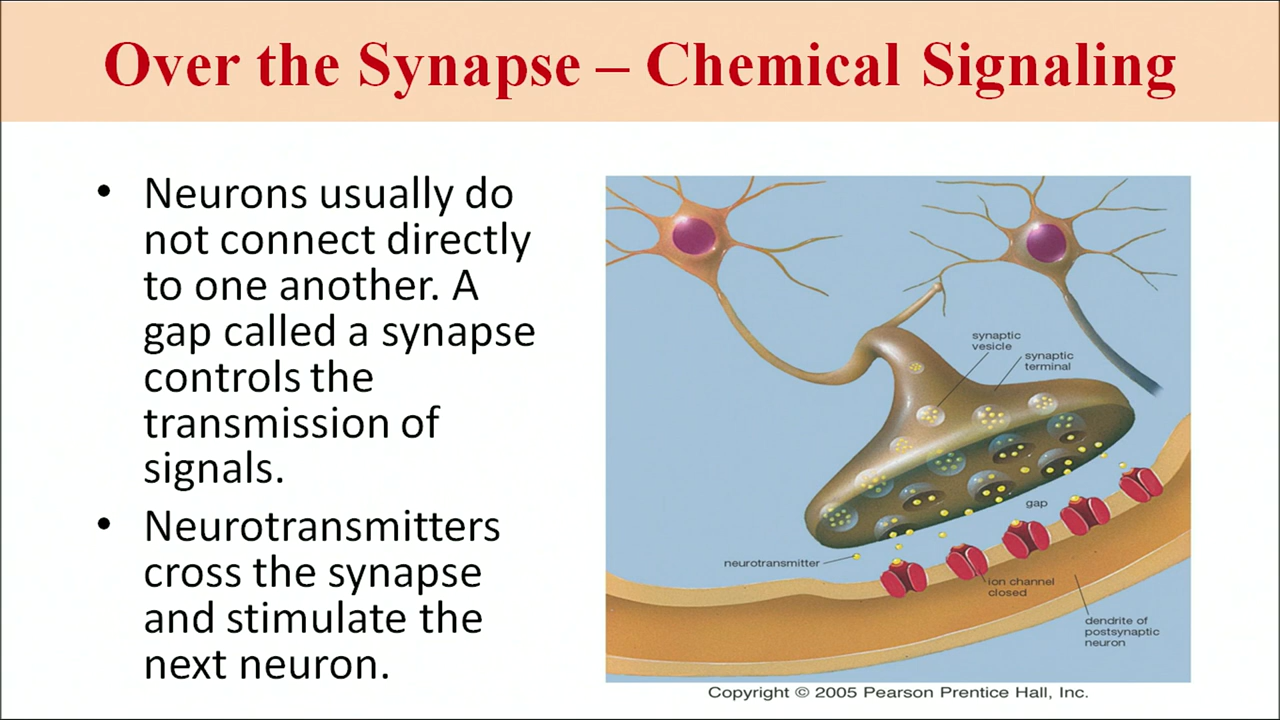 Over the Synapse – Chemical Signaling
• Neurons usually do
not connect directly
to one another. A
gap called a synapse
controls the
transmission of
signals.
• Neurotransmitters
cross the synapse
and stimulate the
next neuron.
synaptic
vesicle
synaptic
terminal
gap
neurotransmitter
ion channel
closed
dendrite of
postsynaptic
neuron
Copyright © 2005 Pearson Prentice Hall, Inc.